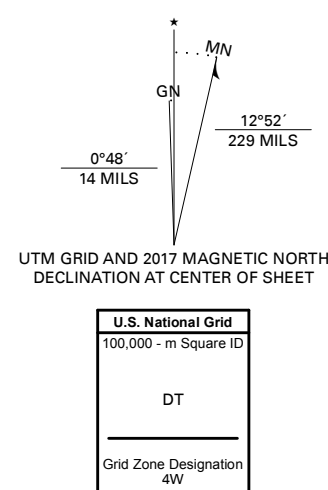 ★
MN
GN
0°48´
14 MILS
12°52´
229 MILS
UTM GRID AND 2017 MAGNETIC NORTH
DECLINATION AT CENTER OF SHEET
U.S. National Grid
100,000 - m Square ID
DT
Grid Zone Designation
4W